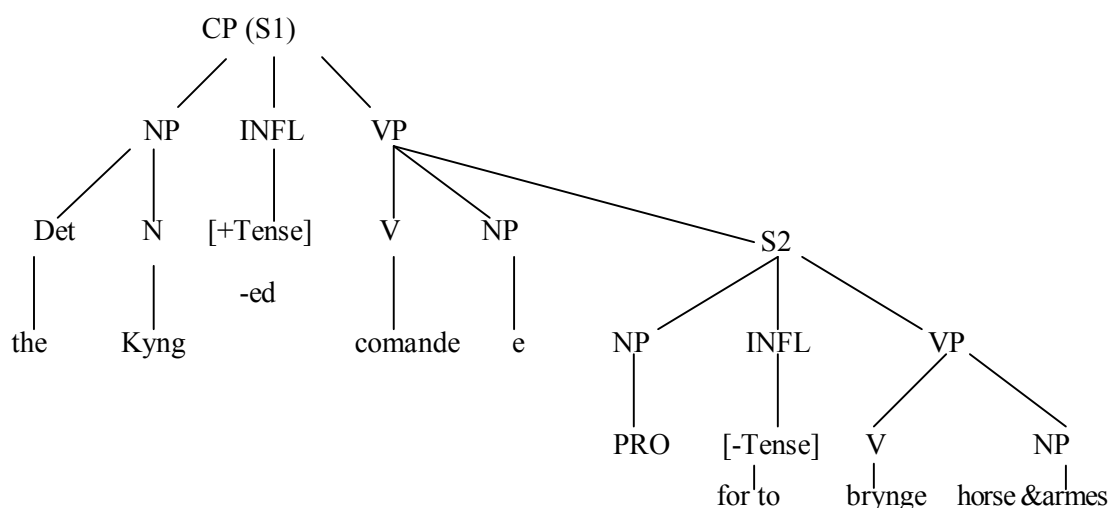 CP (S1)
NP INFL VP
Det N [+Tense] V NP
S2
-ed
the Kyng comande e NP INFL VP
PRO [-Tense] V NP
for to brynge horse &armes